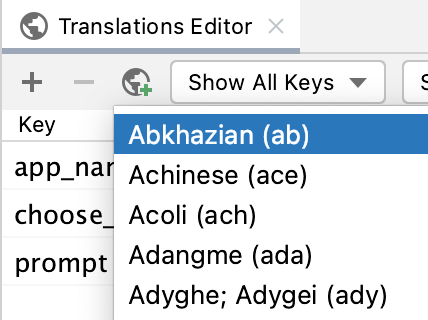 Translations Editor
Show All Keys
Key
Abkhazian (ab)
app_nar
Achinese (ace)
choose_
Acoli (ach)
prompt
Adangme (ada)
Adyghe; Adygei (ady)